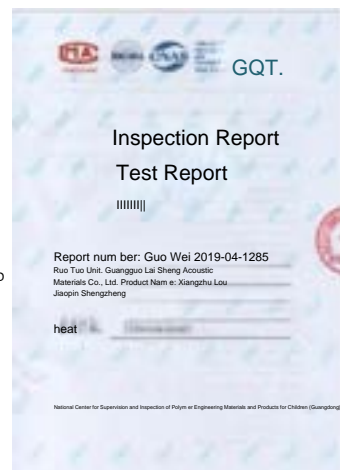 GQT.
Inspection Report
Test Report
Report num ber: Guo Wei 2019-04-1285
Ruo Tuo Unit. Guangguo Lai Sheng Acoustic
Materials Co., Ltd. Product Nam e: Xiangzhu Lou
Jiaopin Shengzheng
heat
National Center for Supervision and Inspection of Polym er Engineering Materials and Products for Children (Guangdong)